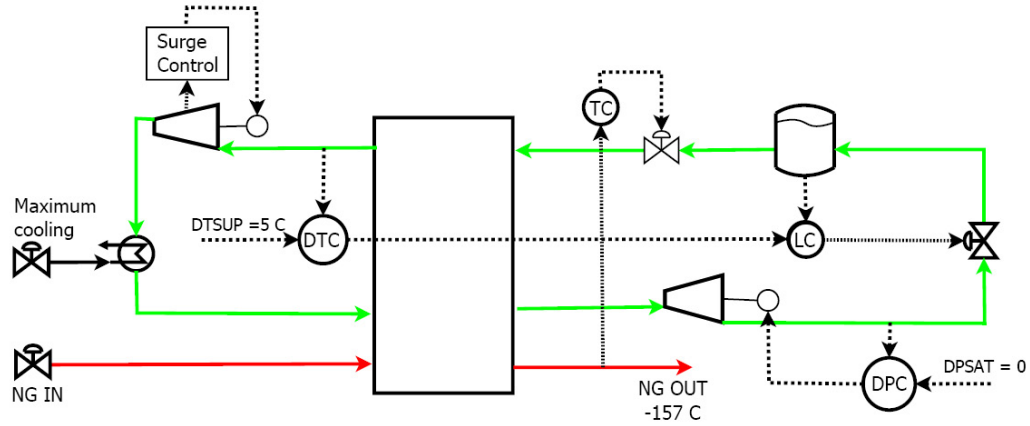 Surge
Control
TC
Maximum
cooling
DTSUP =5 C
DTC
LC
NG IN
NG OUT
-157 C
DPC
DPSAT = 0